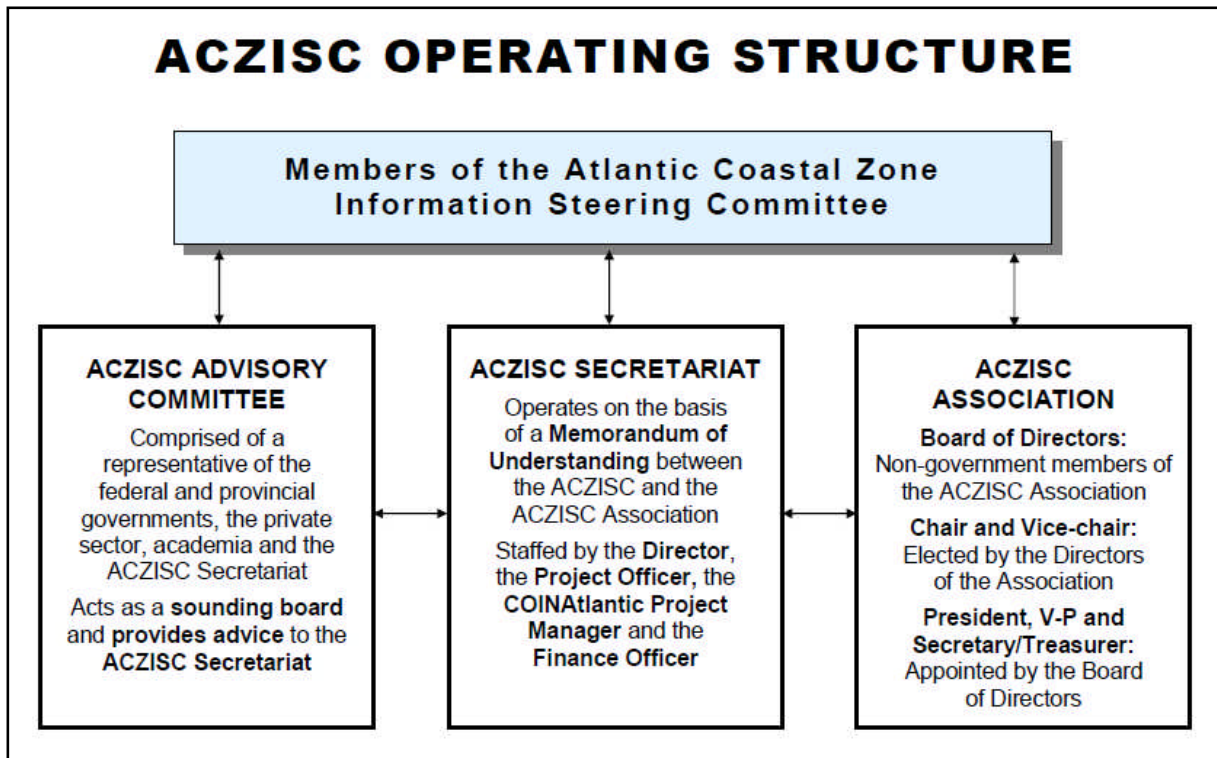 ACZISC OPERATING STRUCTURE
Members of the Atlantic Coastal Zone
Information Steering Committee
ACZISC ADVISORY
COMMITTEE
Comprised of a
representative of the
federal and provincial
governments, the private
sector, academia and the
ACZISC Secretariat
Acts as a sounding board
and provides advice to the
ACZISC Secretariat
ACZISC SECRETARIAT
Operates on the basis
of a Memorandum of
Understanding between
the ACZISC and the
ACZISC Association
Staffed by the Director,
the Project Officer, the
COINAtlantic Project
Manager and the
Finance Officer
ACZISC
ASSOCIATION
Board of Directors:
Non-government members of
the ACZISC Association
Chair and Vice-chair:
Elected by the Directors
of the Association
President, V-P and
Secretary/Treasurer:
Appointed by the Board
of Directors